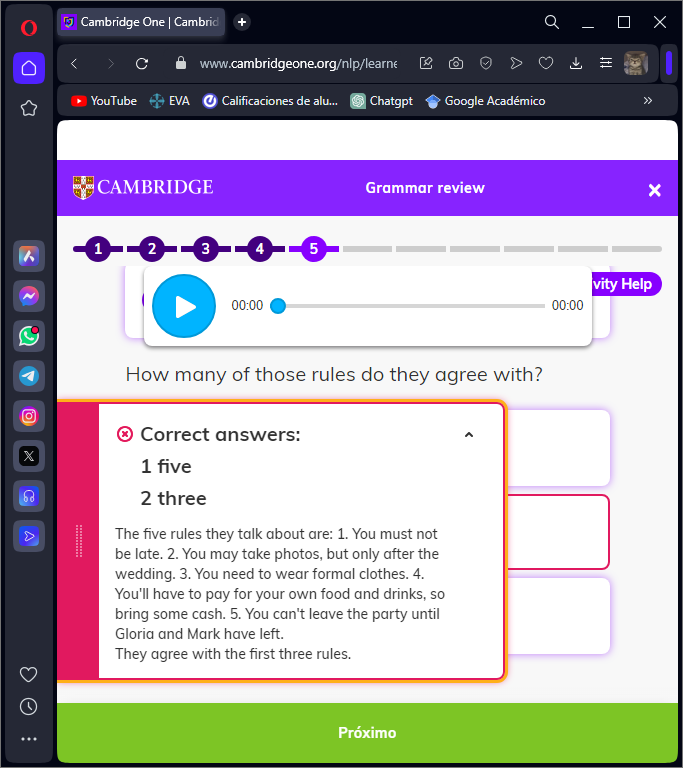 Cambridge One | Cambrid
www.cambridgeone.org/nlp/learne
YouTube EVA Calificaciones de alu... Chatgpt Google Académico »
CAMBRIDGE Grammar review
1 2 3 4 5
vity Help
00:00 00:00
How many of those rules do they agree with?
Correct answers:
1 five
2 three
The five rules they talk about are: 1. You must not
be late. 2. You may take photos, but only after the
wedding. 3. You need to wear formal clothes. 4.
You'll have to pay for your own food and drinks, so
bring some cash. 5. You can't leave the party until
Gloria and Mark have left.
They agree with the first three rules.
Próximo